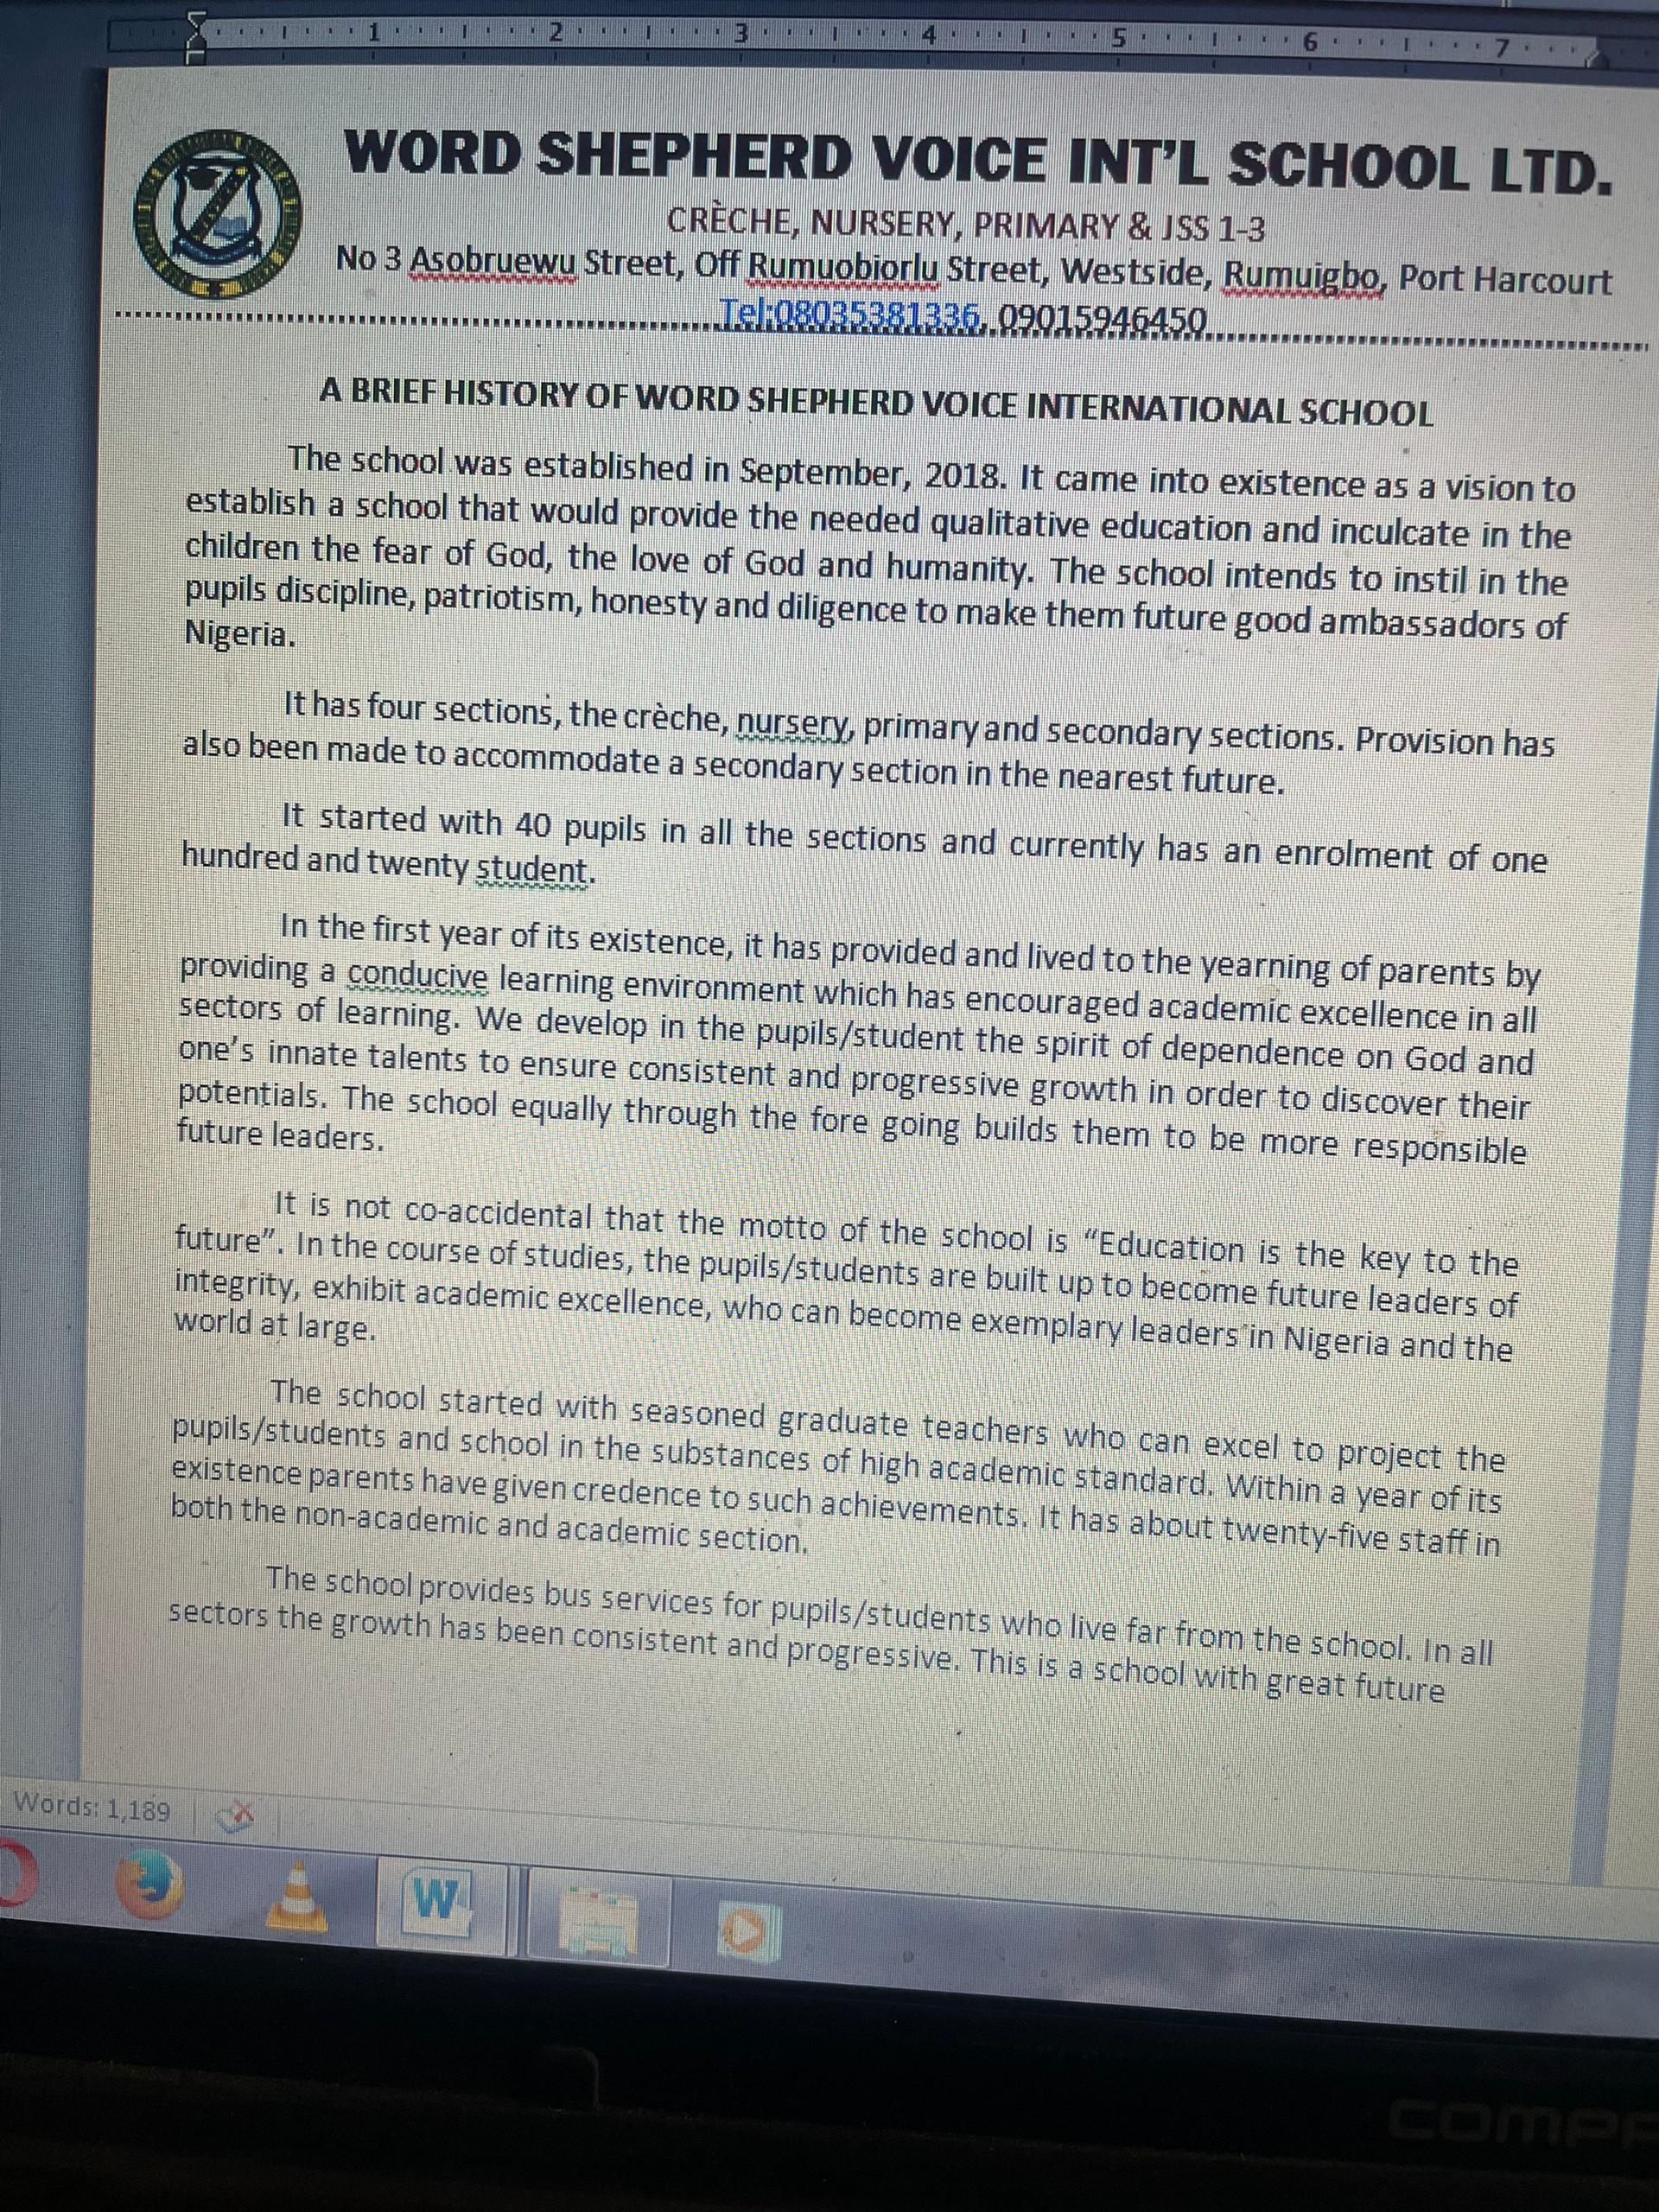 1 2 3 4 5 6 7
WORD SHEPHERD VOICE INT'L SCHOOL LTD.
CRÈCHE, NURSERY, PRIMARY & JSS 1-3
No 3 Asobruewu Street, Off Rumuobiorlu Street, Westside, Rumuigbo, Port Harcourt
Tel:08035381336, 09015946450
A BRIEF HISTORY OF WORD SHEPHERD VOICE INTERNATIONAL SCHOOL
The school was established in September, 2018. It came into existence as a vision to
establish a school that would provide the needed qualitative education and inculcate in the
children the fear of God, the love of God and humanity. The school intends to instil in the
pupils discipline, patriotism, honesty and diligence to make them future good ambassadors of
Nigeria.
It has four sections, the crèche, nursery, primary and secondary sections. Provision has
also been made to accommodate a secondary section in the nearest future.
It started with 40 pupils in all the sections and currently has an enrolment of one
hundred and twenty student.
In the first year of its existence, it has provided and lived to the yearning of parents by
providing a conducive learning environment which has encouraged academic excellence in all
sectors of learning. We develop in the pupils/student the spirit of dependence on God and
one's innate talents to ensure consistent and progressive growth in order to discover their
potentials. The school equally through the fore going builds them to be more responsible
future leaders.
It is not co-accidental that the motto of the school is “Education is the key to the
future”. In the course of studies, the pupils/students are built up to become future leaders of
integrity, exhibit academic excellence, who can become exemplary leaders in Nigeria and the
world at large.
The school started with seasoned graduate teachers who can excel to project the
pupils/students and school in the substances of high academic standard. Within a year of its
existence parents have given credence to such achievements. It has about twenty-five staff in
both the non-academic and academic section.
The school provides bus services for pupils/students who live far from the school. In all
sectors the growth has been consistent and progressive. This is a school with great future
Words: 1,189
W